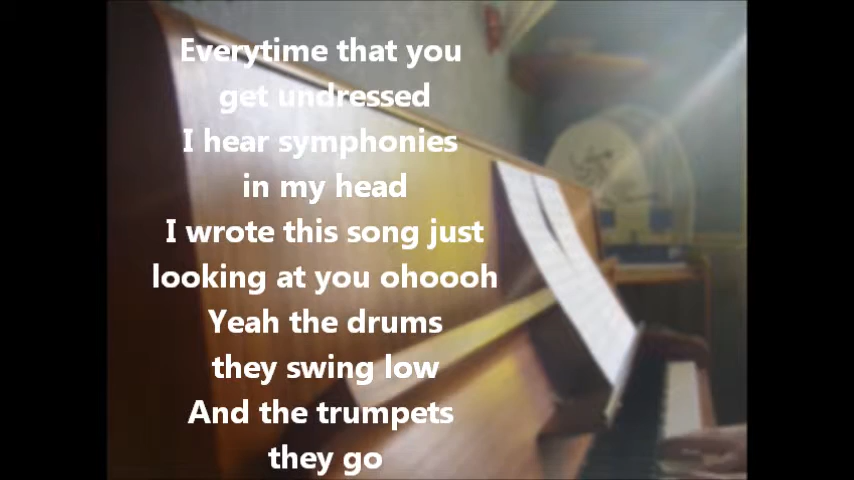 Everytime that you
get undressed
I hear symphonies
in my head
I wrote this song just
looking at you ohoooh
Yeah the drums
they swing low
And the trumpets
they go